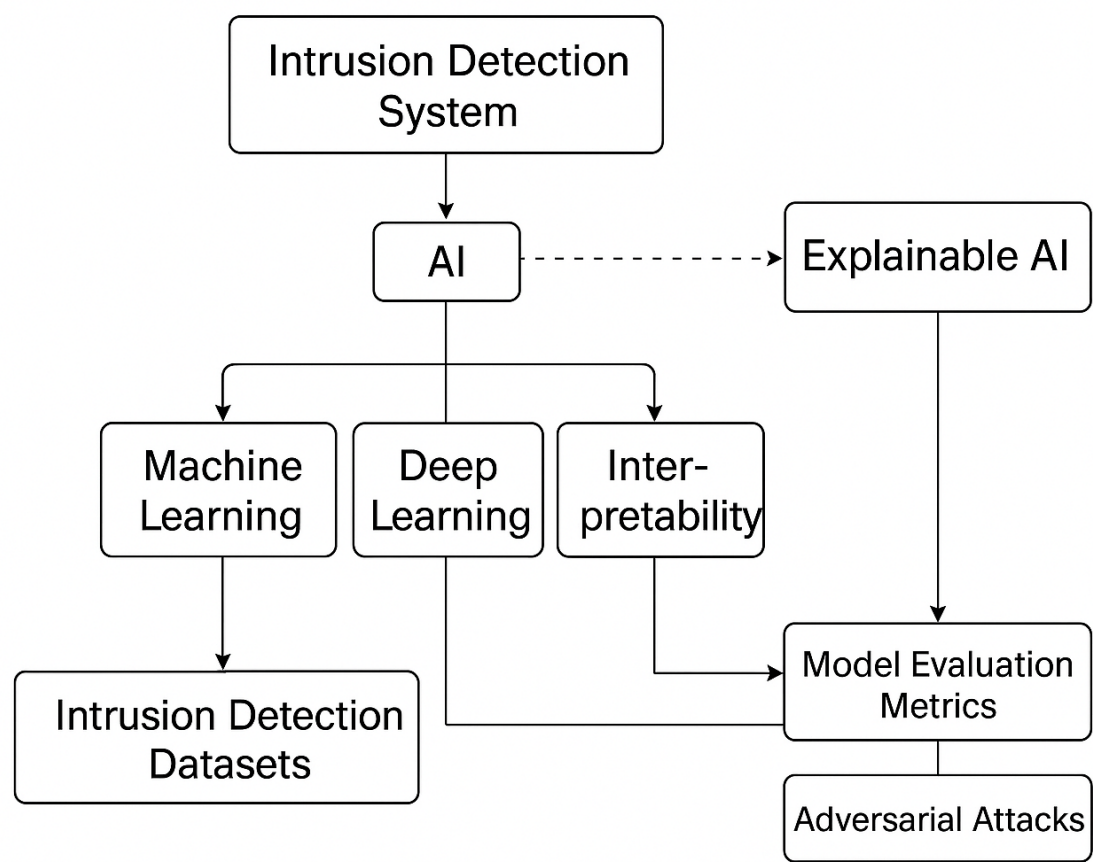 Intrusion Detection
System
AI
Explainable AI
Machine
Learning
Deep
Learning
Inter-
pretability
Model Evaluation
Metrics
Intrusion Detection
Datasets
Adversarial Attacks